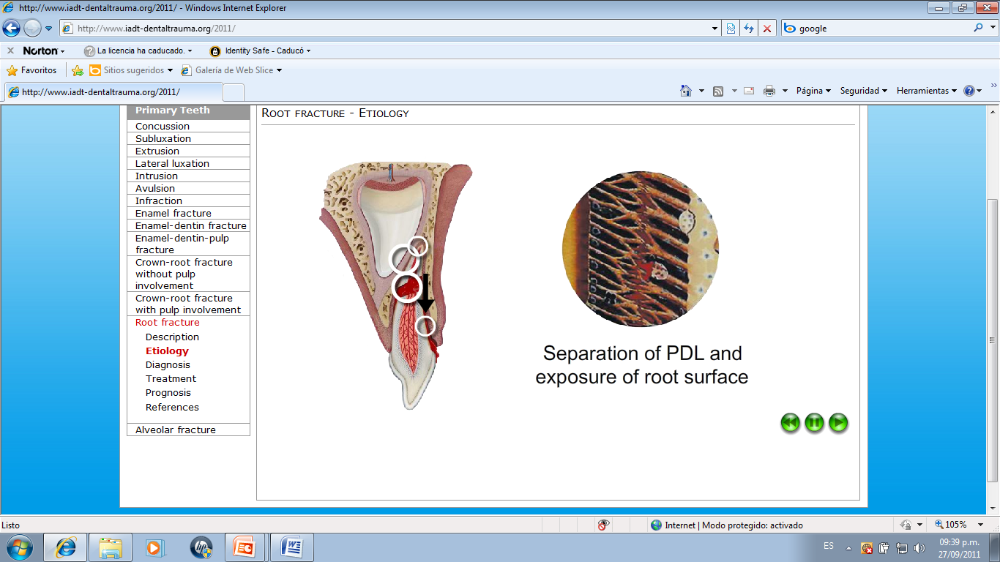 http://www.iadt-dentaltrauma.org/2011/ - Windows Internet Explorer
http://www.iadt-dentaltrauma.org/2011/
google
X Norton
La licencia ha caducado.
Identity Safe - Caducó
Favoritos
Sitios sugeridos
Galería de Web Slice
http://www.iadt-dentaltrauma.org/2011/
Página
Seguridad
Herramientas
Primary Teeth
Concussion
Subluxation
Extrusion
Lateral luxation
Intrusion
Avulsion
Infraction
Enamel fracture
Enamel-dentin fracture
Enamel-dentin-pulp
fracture
Crown-root fracture
without pulp
involvement
Crown-root fracture
with pulp involvement
Root fracture
Description
Etiology
Diagnosis
Treatment
Prognosis
References
Alveolar fracture
Root fracture - Etiology
Separation of PDL and
exposure of root surface
Listo
Internet | Modo protegido: activado
105%
ES
09:39 p.m.
27/09/2011